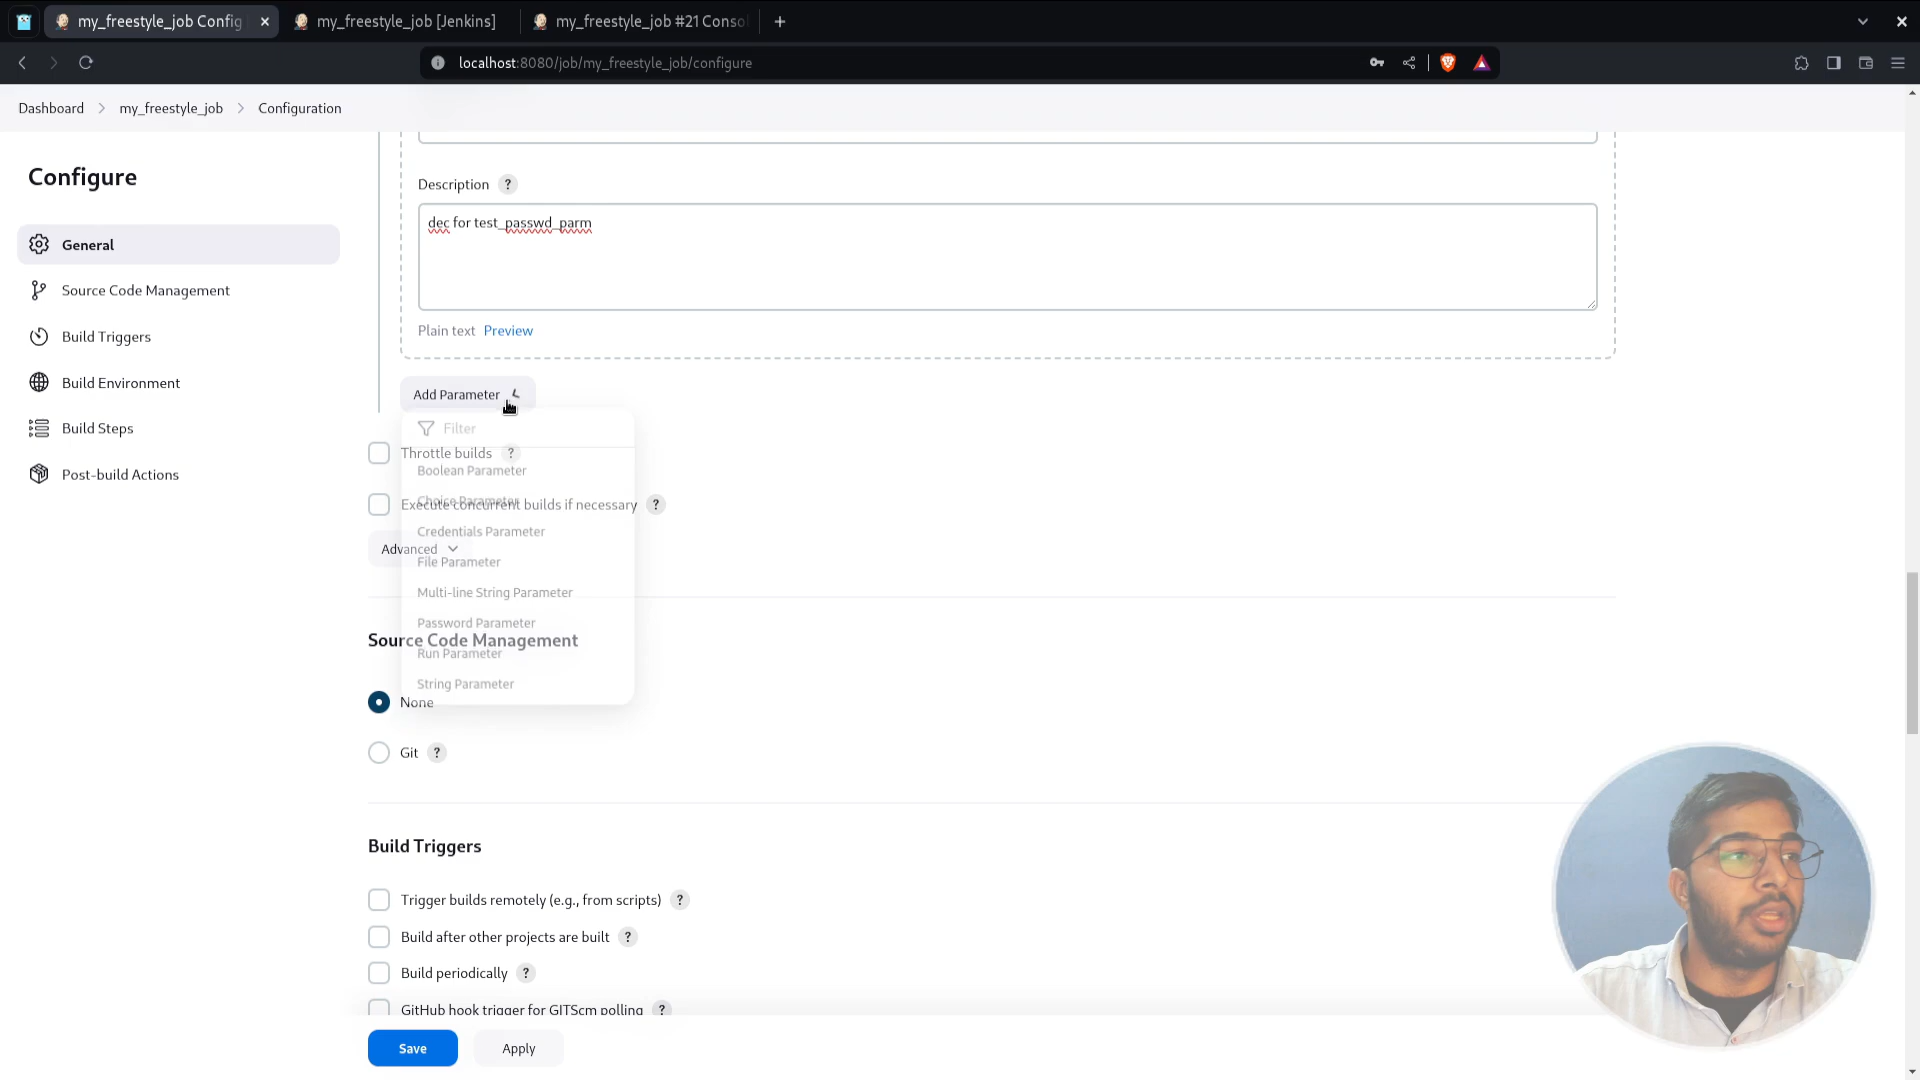 my_freestyle_job Config
my_freestyle_job [Jenkins]
my_freestyle_job #21 Conso
localhost:8080/job/my_freestyle_job/configure
Dashboard
my_freestyle_job
Configuration
Configure
General
Source Code Management
Build Triggers
Build Environment
Build Steps
Post-build Actions
Description ?
dec for test_passwd_parm
Plain text Preview
Add Parameter
Filter
Throttle builds ?
Boolean Parameter
Choice Parameter
Execute concurrent builds if necessary ?
Credentials Parameter
Advanced
File Parameter
Multi-line String Parameter
Password Parameter
Source Code Management
Run Parameter
String Parameter
None
Git ?
Build Triggers
Trigger builds remotely (e.g., from scripts) ?
Build after other projects are built ?
Build periodically ?
GitHub hook trigger for GITScm polling ?
Save
Apply